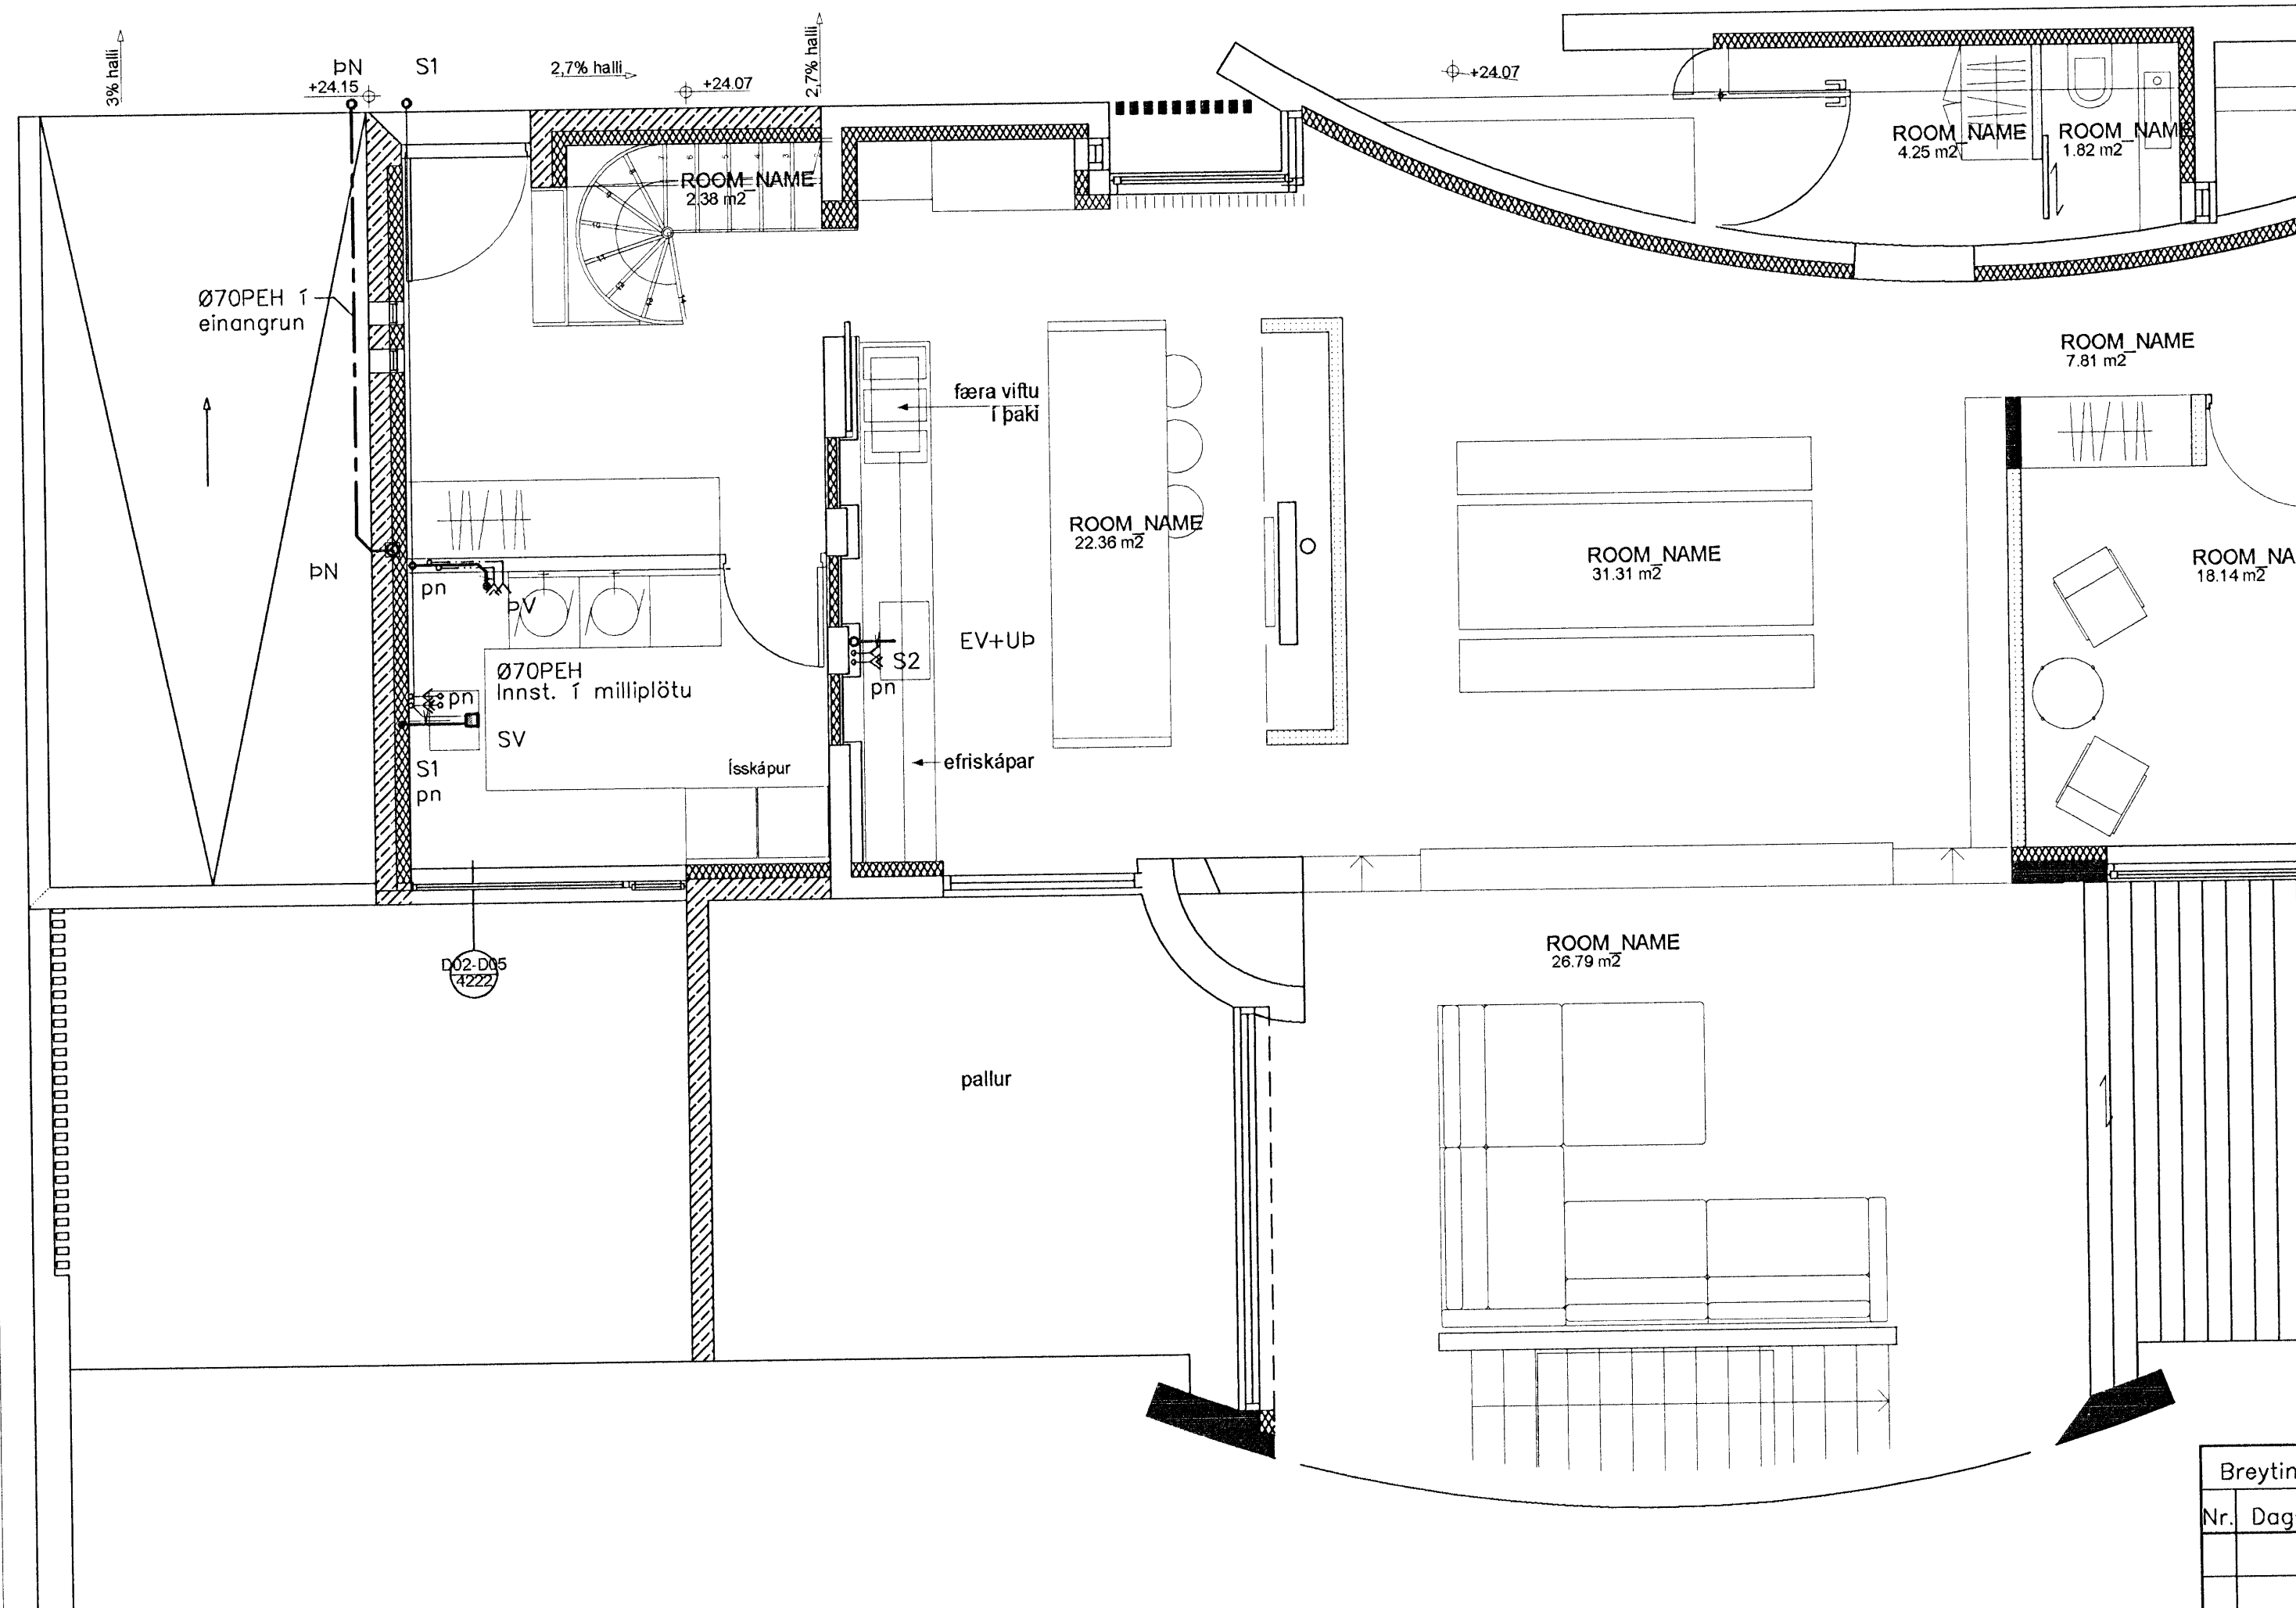 3% halli
ÞN
S1
+24.15
2,7% halli
+24.07
2,7% halli
+24.07
ROOM_NAME
4.25 m2
ROOM_NAME
1.82 m2
ROOM_NAME
2.38 m2
Ø70PEH í
einangrun
ROOM_NAME
7.81 m2
færa viftu
í þaki
ROOM_NAME
22.36 m2
ROOM_NAME
31.31 m2
ROOM_NA
18.14 m2
ÞN
pn
ÞV
EV+UÞ
S2
pn
Ø70PEH
Innst. í milliplötu
pn
SV
S1
pn
Ísskápur
efriskápar
D02-D05
4222
ROOM_NAME
26.79 m2
pallur
Breytin
Nr.
Dag